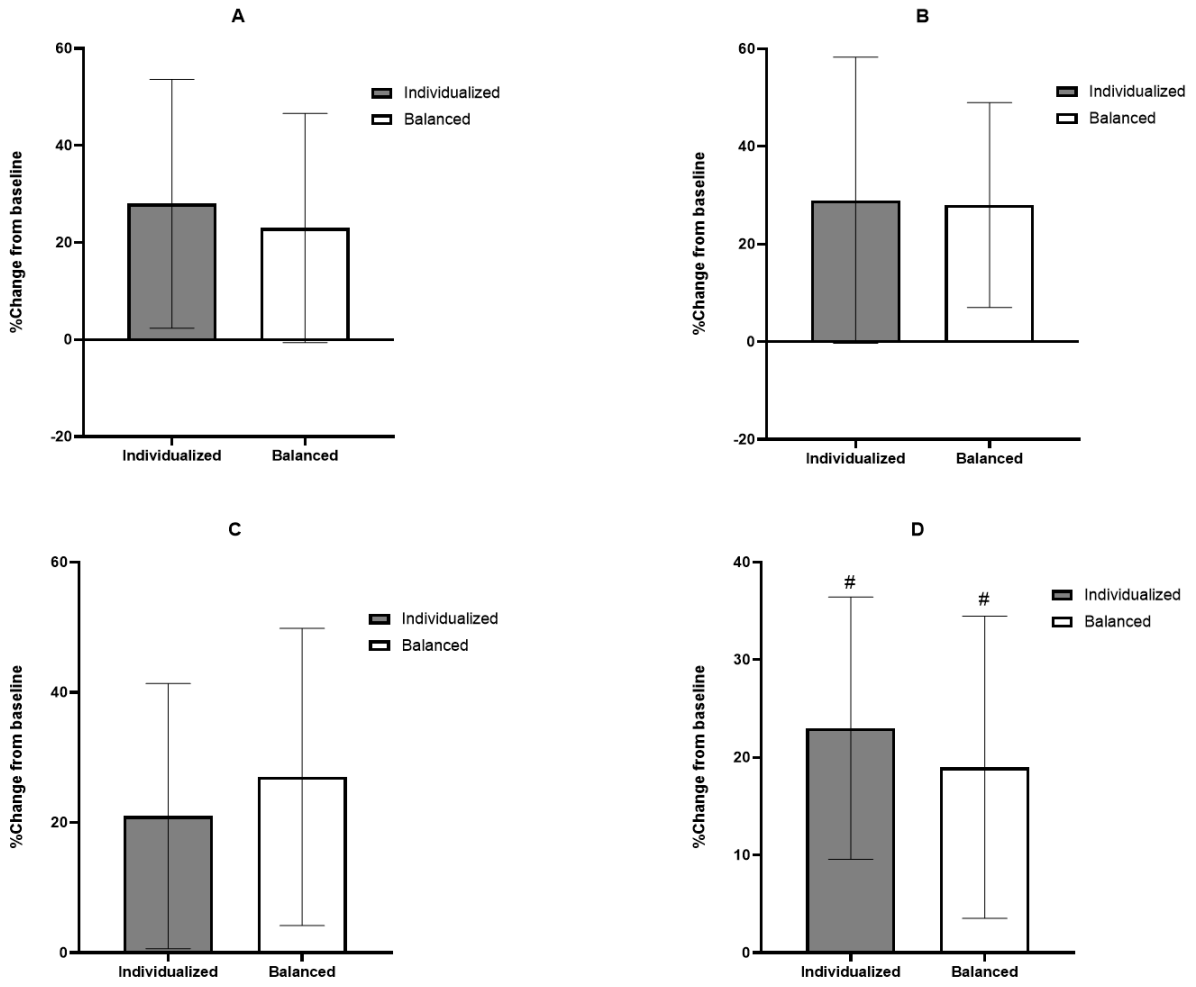 A
%Change from baseline
60
40
20
0
-20
Individualized
Balanced
Individualized
Balanced
B
%Change from baseline
60
40
20
0
-20
Individualized
Balanced
Individualized
Balanced
C
%Change from baseline
60
40
20
0
Individualized
Balanced
Individualized
Balanced
D
%Change from baseline
40
30
20
10
0
#
#
Individualized
Balanced
Individualized
Balanced